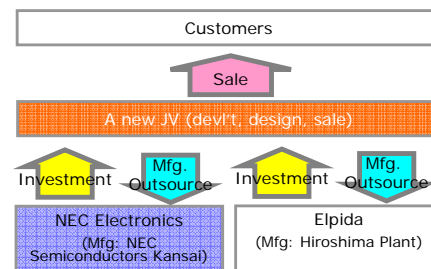 Customers
Sale
A new JV (devl't, design, sale)
Investment
Mfg.
Outsource
Investment
Mfg.
Outsource
NEC Electronics
(Mfg: NEC
Semiconductors Kansai)
Elpida
(Mfg: Hiroshima Plant)